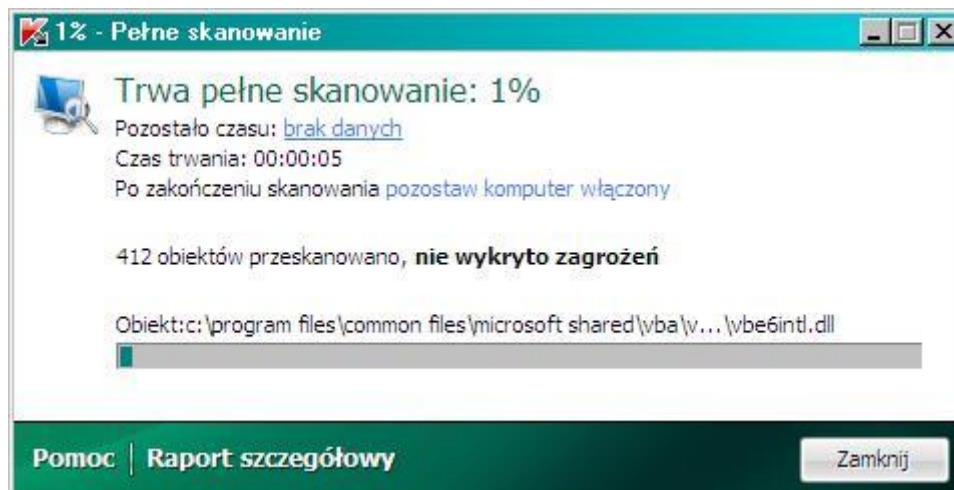 1% - Pełne skanowanie
Trwa pełne skanowanie: 1%
Pozostało czasu: brak danych
Czas trwania: 00:00:05
Po zakończeniu skanowania pozostaw komputer włączony
412 obiektów przeskanowano, nie wykryto zagrożeń
Obiekt:c:\program files\common files\microsoft shared\vba\v...\vbe6intl.dll
Pomoc | Raport szczegółowy
Zamknij